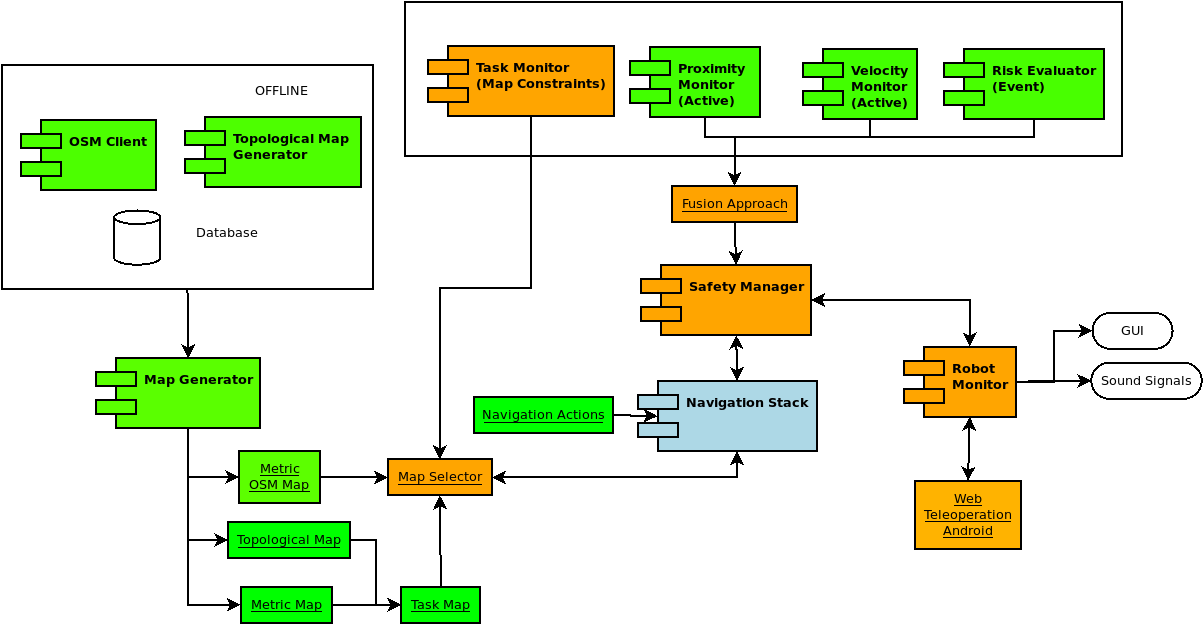 OFFLINE
OSM Client
Topological Map
Generator
Database
Task Monitor
(Map Constraints)
Proximity
Monitor
(Active)
Velocity
Monitor
(Active)
Risk Evaluator
(Event)
Fusion Approach
Safety Manager
Map Generator
Navigation Actions
Navigation Stack
Robot
Monitor
GUI
Sound Signals
Metric
OSM Map
Map Selector
Web
Teleoperation
Android
Topological Map
Metric Map
Task Map